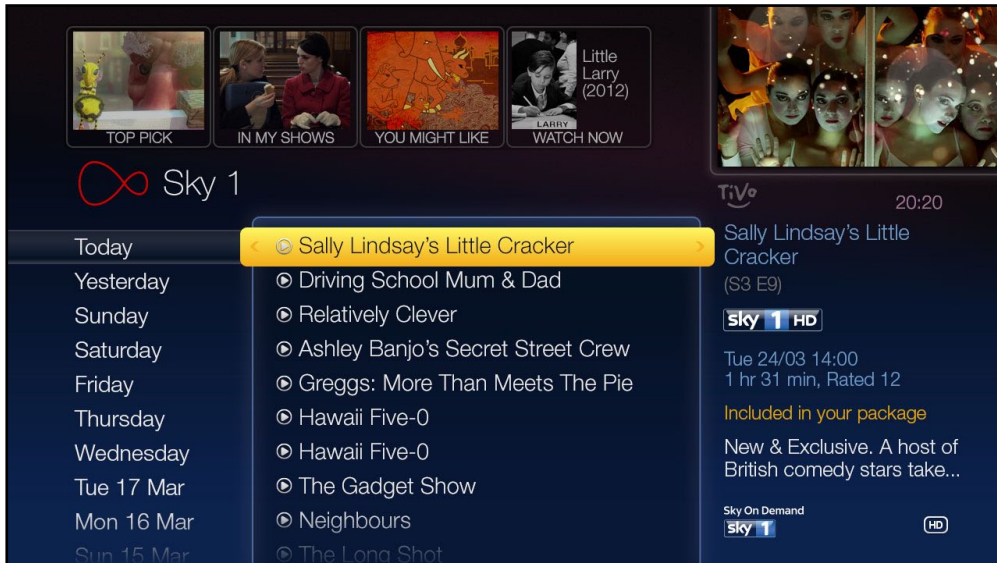 TOP PICK
IN MY SHOWS
YOU MIGHT LIKE
Little
Larry
(2012)
LARRY
WATCH NOW
Sky 1
Today
Yesterday
Sunday
Saturday
Friday
Thursday
Wednesday
Tue 17 Mar
Mon 16 Mar
Sun 15 Mar
Sally Lindsay's Little Cracker
Driving School Mum & Dad
Relatively Clever
Ashley Banjo's Secret Street Crew
Greggs: More Than Meets The Pie
Hawaii Five-0
Hawaii Five-0
The Gadget Show
Neighbours
The Long Shot
TiVo
20:20
Sally Lindsay's Little
Cracker
(S3 E9)
sky 1 HD
Tue 24/03 14:00
1 hr 31 min, Rated 12
Included in your package
New & Exclusive. A host of
British comedy stars take...
Sky On Demand
sky 1
HD